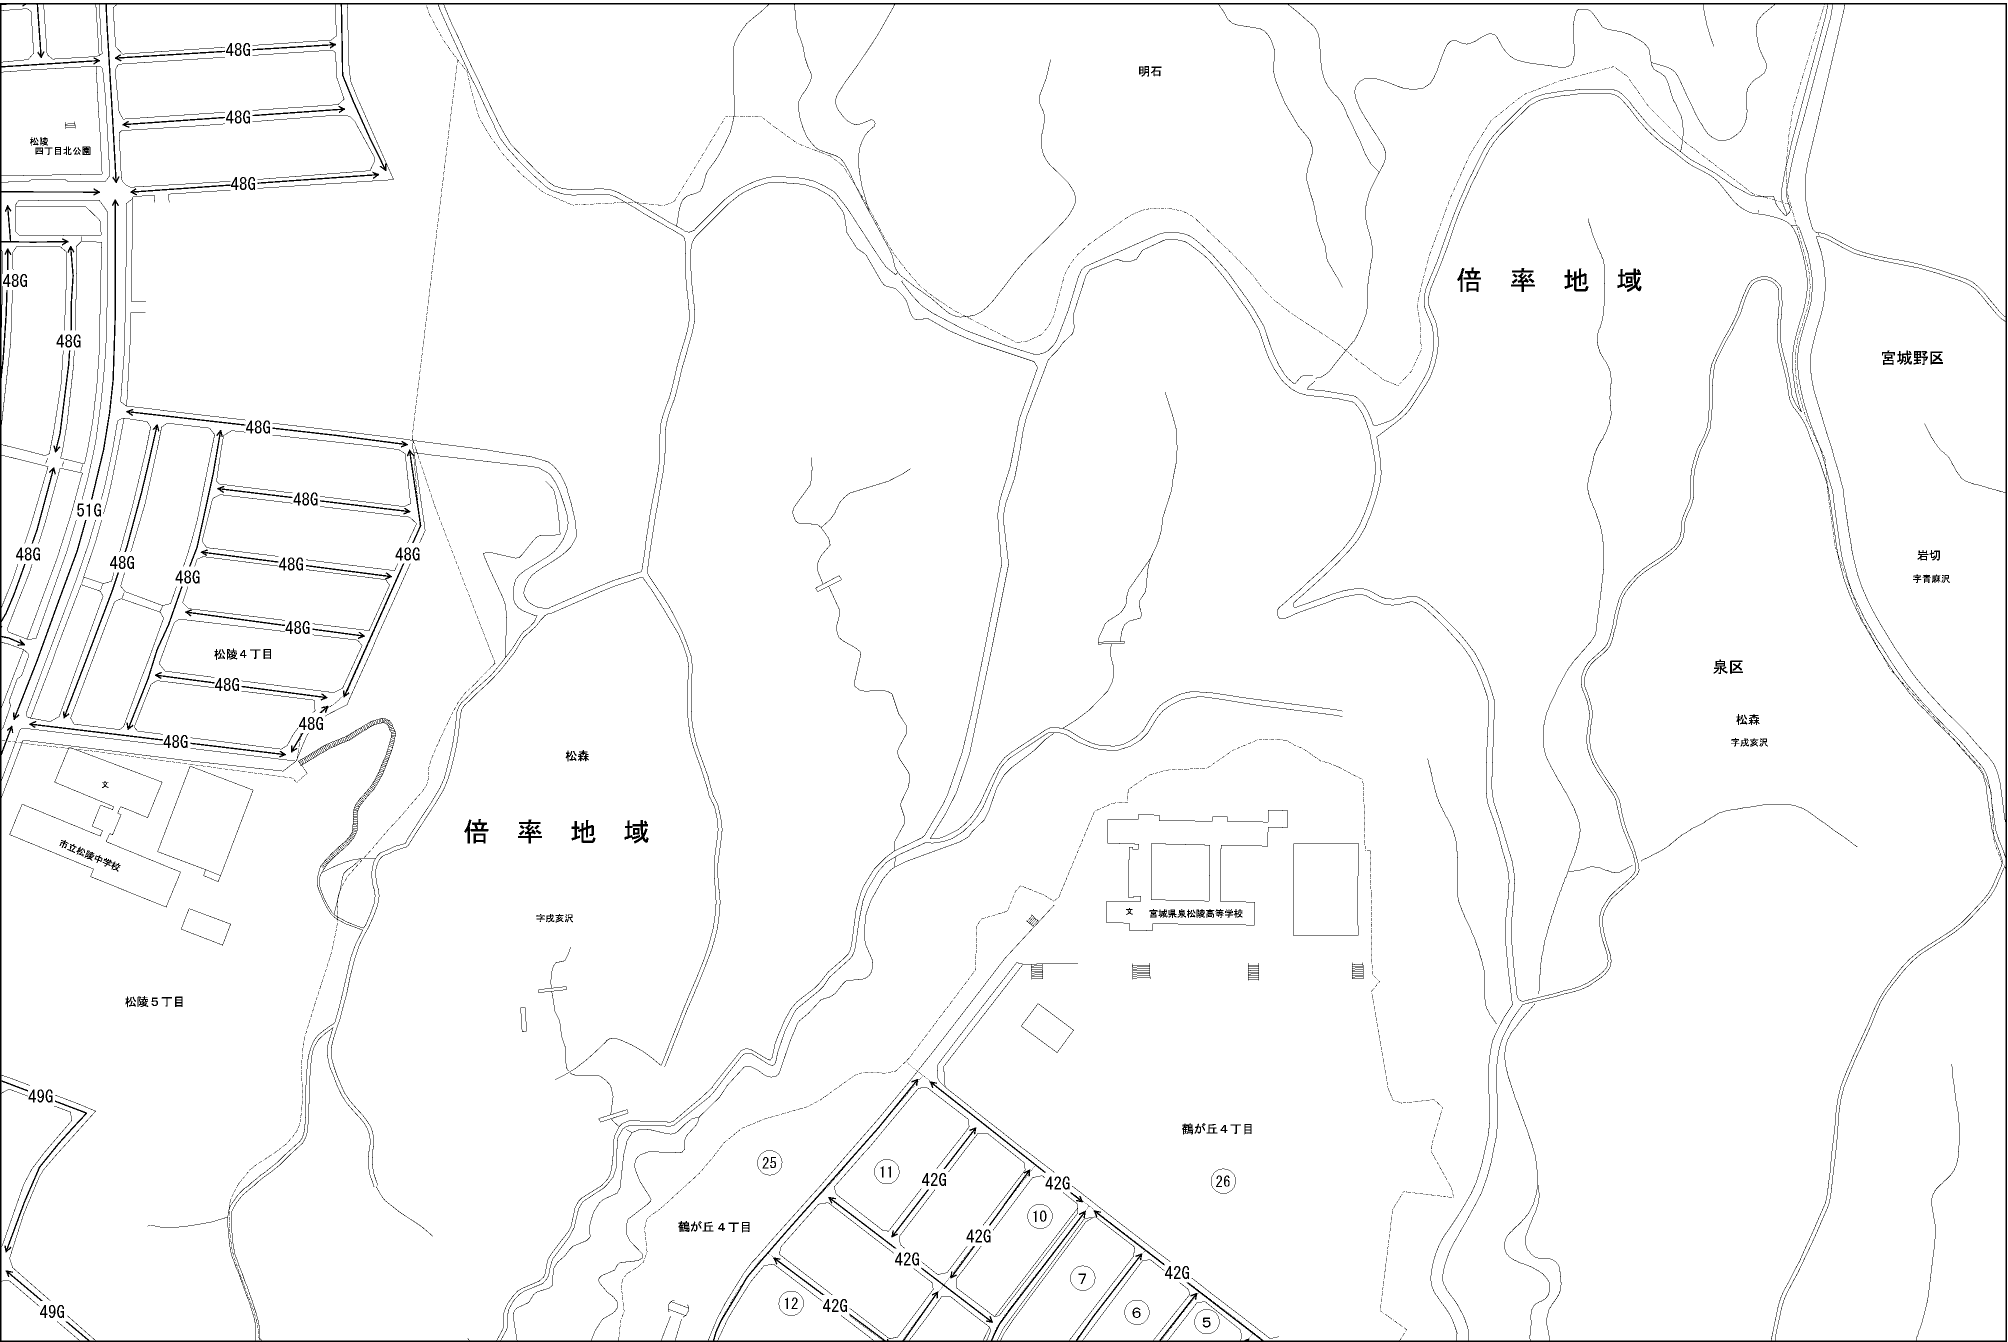 48G
明石
48G
松陵
四丁目北公園
48G
48G
倍率地域
48G
宮城野区
48G
48G
51G
48G
48G
48G
岩切
48G
48G
48G
字青麻沢
48G
松陵４丁目
泉区
48G
松森
48G
48G
字戌亥沢
松森
文
倍率地域
市立松陵中学校
文
宮城県泉松陵高等学校
字戌亥沢
松陵５丁目
49G
鶴が丘４丁目
25
11
42G
42G
26
10
鶴が丘４丁目
42G
42G
42G
7
12
42G
49G
6
5